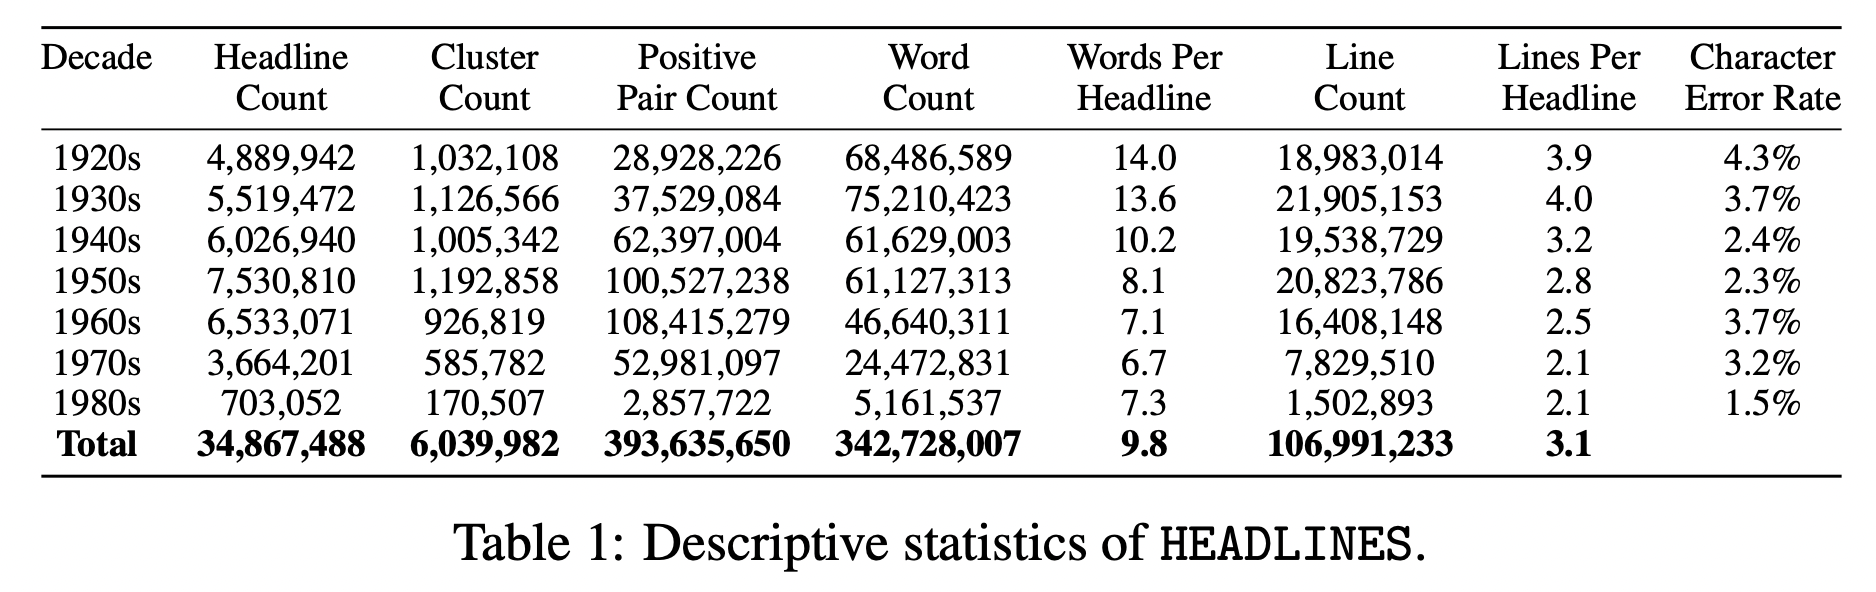 Decade Headline Cluster Positive Word Words Per Line Lines Per Character
Count Count Pair Count Count Headline Count Headline Error Rate
1920s 4,889,942 1,032,108 28,928,226 68,486,589 14.0 18,983,014 3.9 4.3%
1930s 5,519,472 1,126,566 37,529,084 75,210,423 13.6 21,905,153 4.0 3.7%
1940s 6,026,940 1,005,342 62,397,004 61,629,003 10.2 19,538,729 3.2 2.4%
1950s 7,530,810 1,192,858 100,527,238 61,127,313 8.1 20,823,786 2.8 2.3%
1960s 6,533,071 926,819 108,415,279 46,640,311 7.1 16,408,148 2.5 3.7%
1970s 3,664,201 585,782 52,981,097 24,472,831 6.7 7,829,510 2.1 3.2%
1980s 703,052 170,507 2,857,722 5,161,537 7.3 1,502,893 2.1 1.5%
Total 34,867,488 6,039,982 393,635,650 342,728,007 9.8 106,991,233 3.1
Table 1: Descriptive statistics of HEADLINES.